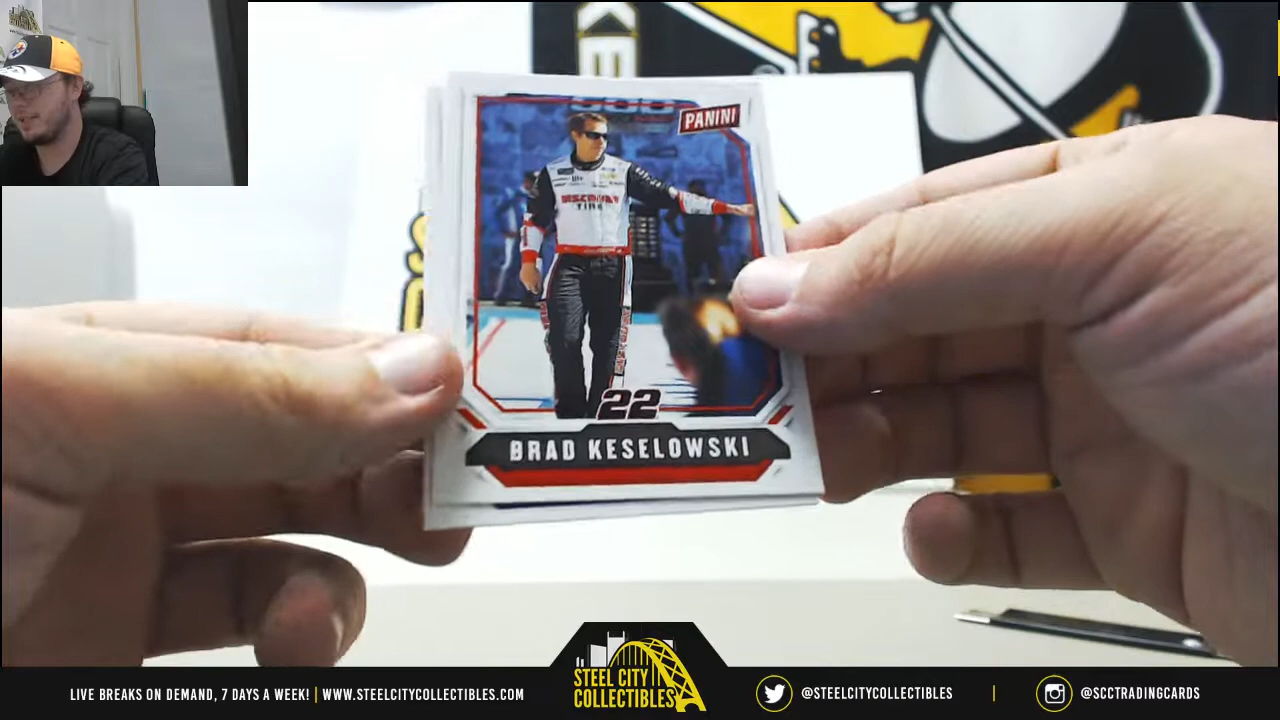 PANINI
DISCOUNT
TIRE
22
BRAD KESELOWSKI
STEEL CITY
COLLECTIBLES
LIVE BREAKS ON DEMAND, 7 DAYS A WEEK! | WWW.STEELCITYCOLLECTIBLES.COM
@STEELCITYCOLLECTIBLES | @SCCTRADINGCARDS